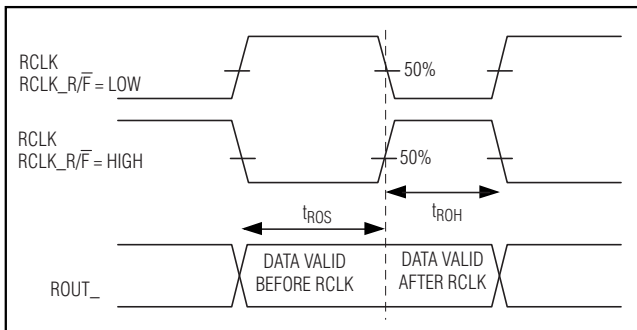 RCLK
RCLK_R/F̅ = LOW
50%
RCLK
RCLK_R/F̅ = HIGH
50%
tROS
tROH
ROUT_
DATA VALID
BEFORE RCLK
DATA VALID
AFTER RCLK